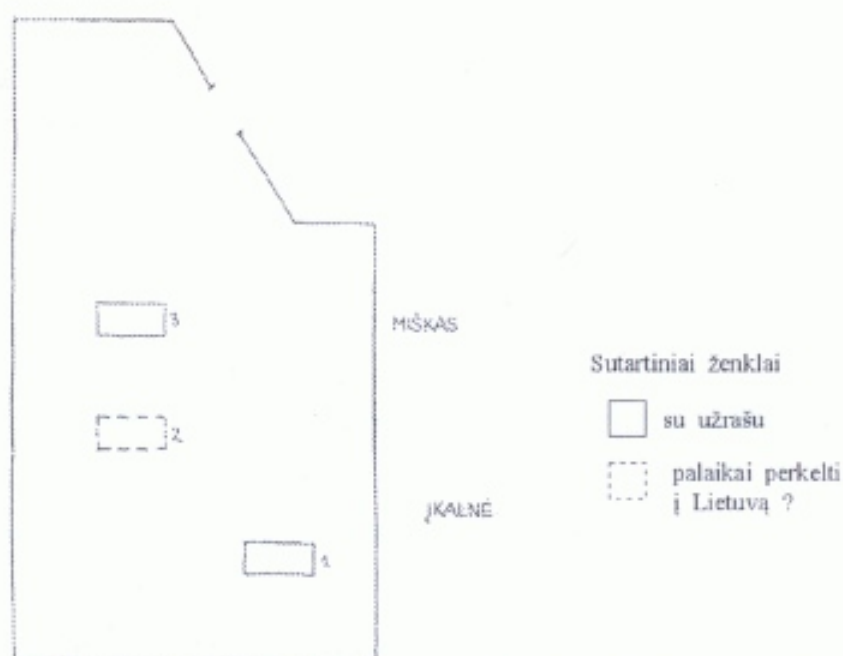 3
MIŠKAS
Sutartiniai ženklai
su užrašu
2
palaikai perkelti
į Lietuvą ?
ĮKALNĖ
1